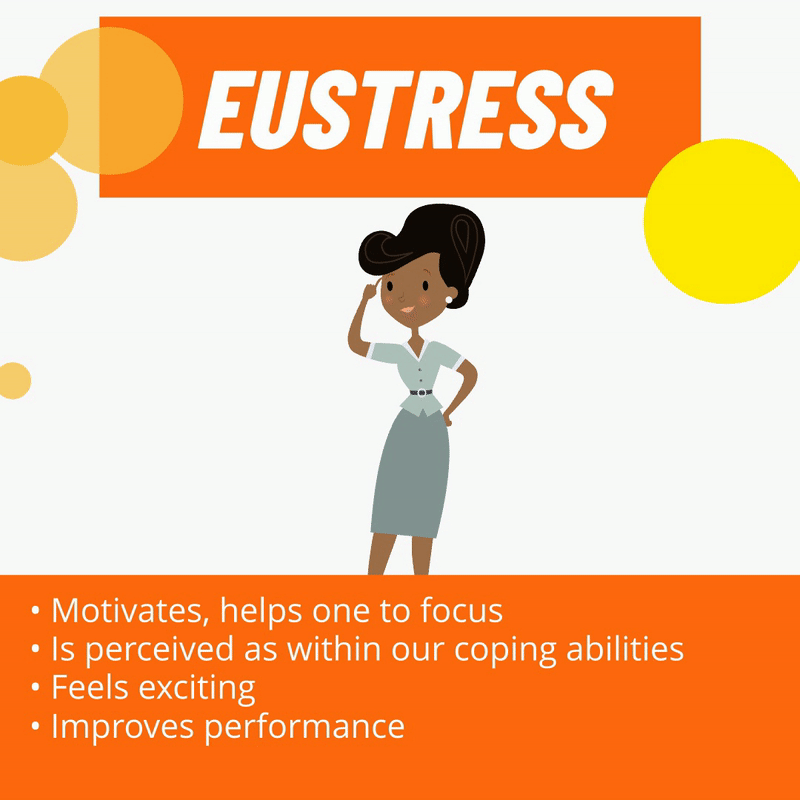 EUSTRESS
• Motivates, helps one to focus
• Is perceived as within our coping abilities
• Feels exciting
• Improves performance